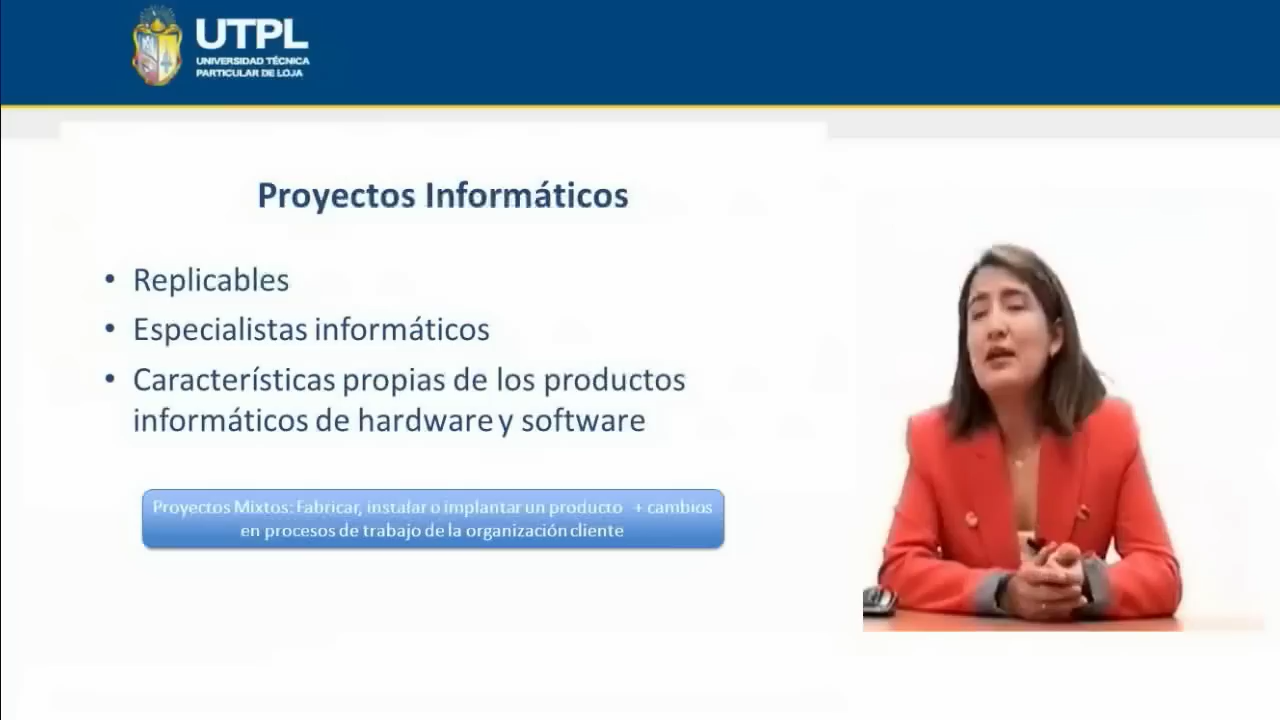 UTPL
UNIVERSIDAD TÉCNICA
PARTICULAR DE LOJA
Proyectos Informáticos
• Replicables
• Especialistas informáticos
• Características propias de los productos
informáticos de hardware y software
Proyectos Mixtos: Fabricar, instalar o implantar un producto + cambios
en procesos de trabajo de la organización cliente